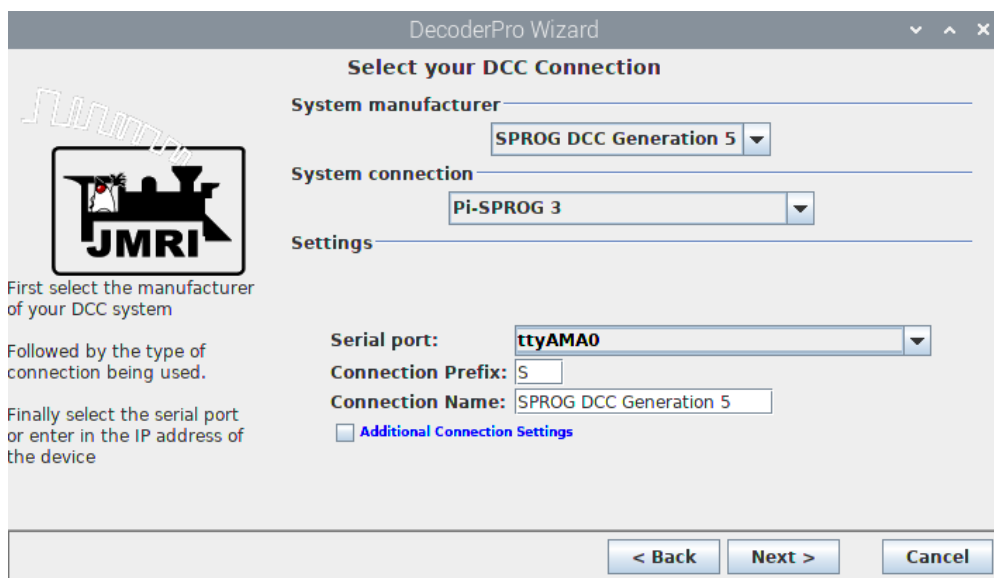 DecoderPro Wizard
Select your DCC Connection
System manufacturer
SPROG DCC Generation 5
System connection
Pi-SPROG 3
Settings
JMRI
First select the manufacturer
of your DCC system
Followed by the type of
connection being used.
Finally select the serial port
or enter in the IP address of
the device
Serial port: ttyAMA0
Connection Prefix: S
Connection Name: SPROG DCC Generation 5
Additional Connection Settings
< Back Next > Cancel